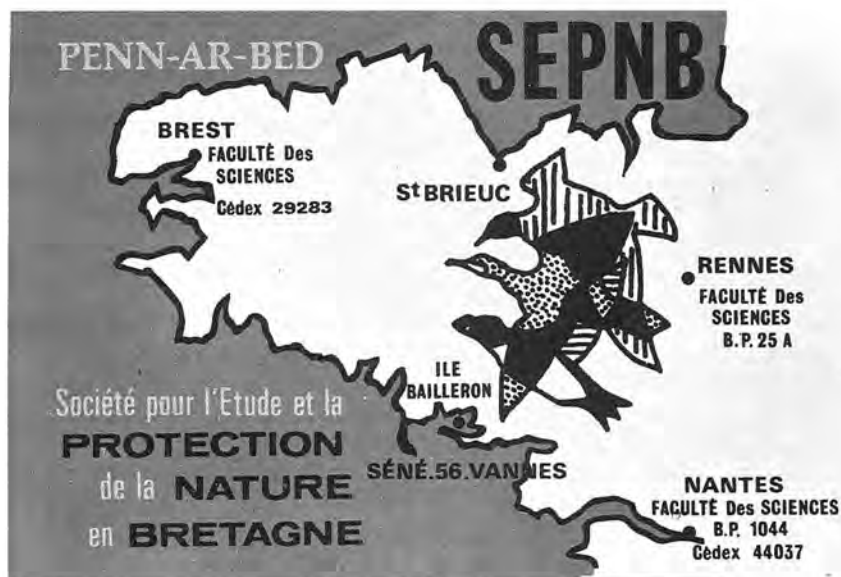 PENN-AR-BED
SEPNB
BREST
FACULTÉ Des
SCIENCES
Cédex 29283
St BRIEUC
RENNES
FACULTÉ Des
SCIENCES
B.P. 25 A
ILE
BAILLERON
SÉNÉ.56.VANNES
NANTES
FACULTÉ Des SCIENCES
B.P. 1044
Cédex 44037
Société pour l'Etude et la
PROTECTION
de la NATURE
en BRETAGNE